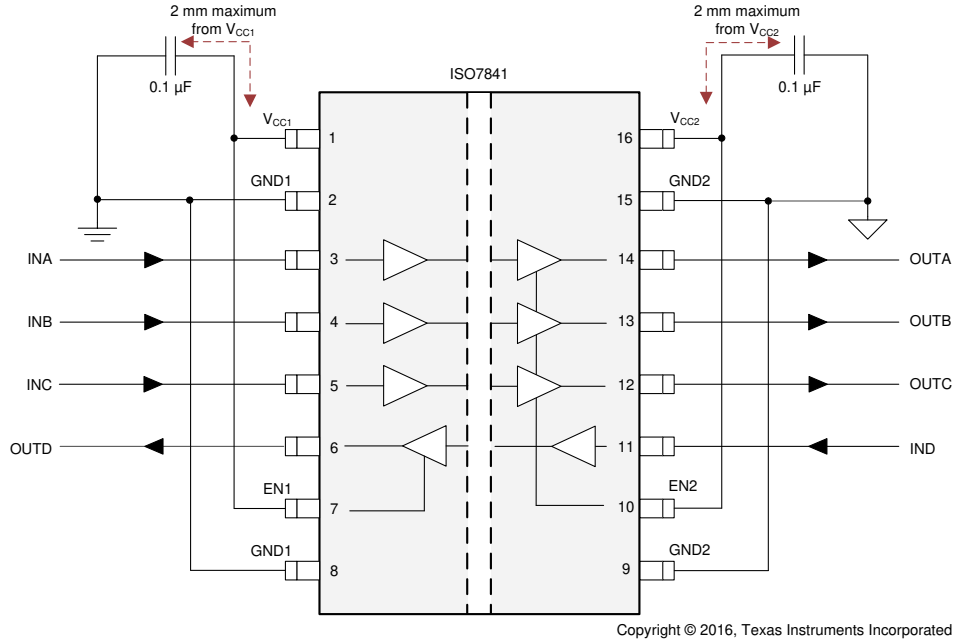 2 mm maximum
from VCC1
2 mm maximum
from VCC2
0.1 µF
0.1 µF
ISO7841
VCC1
1
16
VCC2
GND1
2
15
GND2
INA
3
14
OUTA
INB
4
13
OUTB
INC
5
12
OUTC
OUTD
6
11
IND
EN1
7
10
EN2
GND1
8
9
GND2
Copyright © 2016, Texas Instruments Incorporated